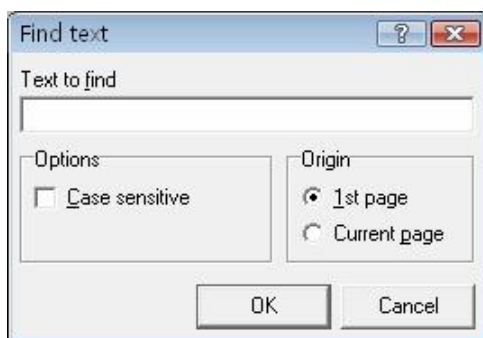 Find text
Text to find
Options
Case sensitive
Origin
1st page
Current page
OK
Cancel